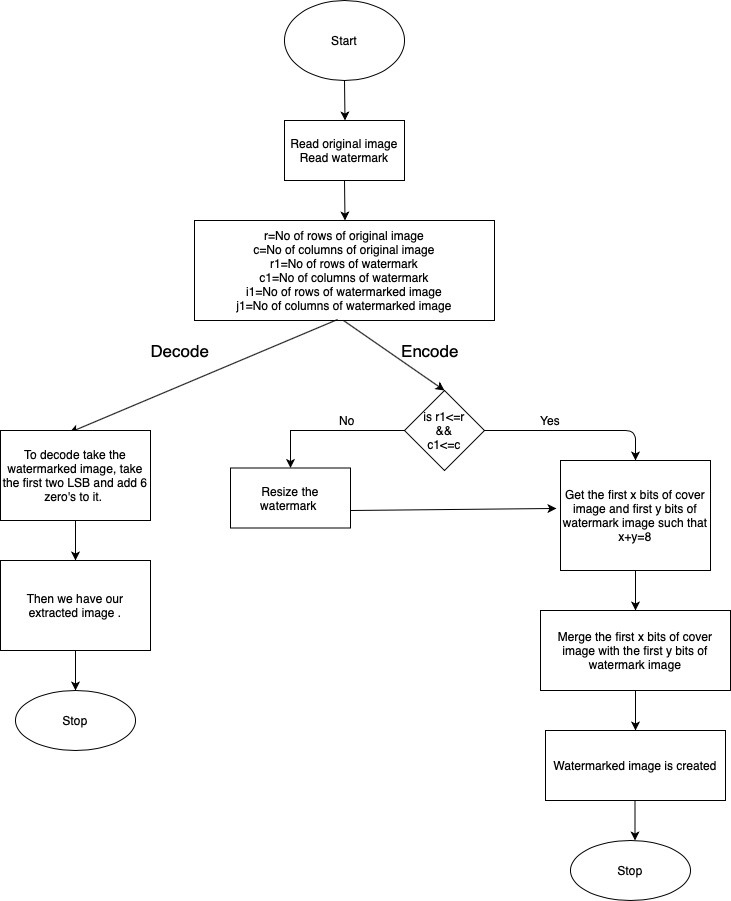 Start
Read original image
Read watermark
r=No of rows of original image
c=No of columns of original image
r1=No of rows of watermark
c1=No of columns of watermark
i1=No of rows of watermarked image
j1=No of columns of watermarked image
Decode
Encode
is r1<=r
&&
c1<=c
No
Yes
To decode take the
watermarked image, take
the first two LSB and add 6
zero's to it.
Resize the
watermark
Get the first x bits of cover
image and first y bits of
watermark image such that
x+y=8
Then we have our
extracted image .
Merge the first x bits of cover
image with the first y bits of
watermark image
Stop
Watermarked image is created
Stop